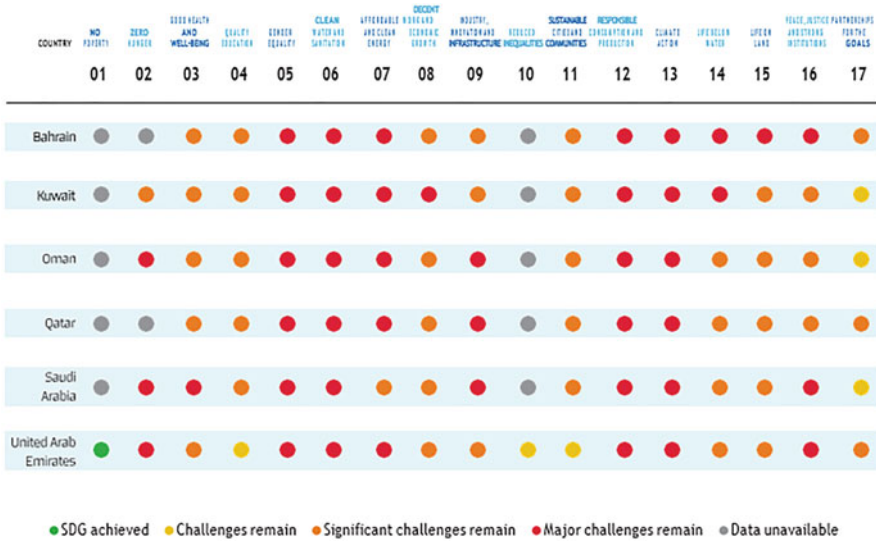 COUNTRY
NO
POVERTY
01
ZERO
HUNGER
02
GOOD HEALTH
AND
WELL-BEING
03
QUALITY
EDUCATION
04
GENDER
EQUALITY
05
CLEAN
WATER AND
SANITATION
06
AFFORDABLE
AND CLEAN
ENERGY
07
DECENT
WORK AND
ECONOMIC
GROWTH
08
INDUSTRY,
INNOVATION AND
INFRASTRUCTURE
09
REDUCED
INEQUALITIES
10
SUSTAINABLE
CITIES AND
COMMUNITIES
11
RESPONSIBLE
CONSUMPTION AND
PRODUCTION
12
CLIMATE
ACTION
13
LIFE BELOW
WATER
14
LIFE ON
LAND
15
PEACE, JUSTICE
AND STRONG
INSTITUTIONS
16
PARTNERSHIPS
FOR THE
GOALS
17
Bahrain
Kuwait
Oman
Qatar
Saudi
Arabia
United Arab
Emirates
SDG achieved
Challenges remain
Significant challenges remain
Major challenges remain
Data unavailable